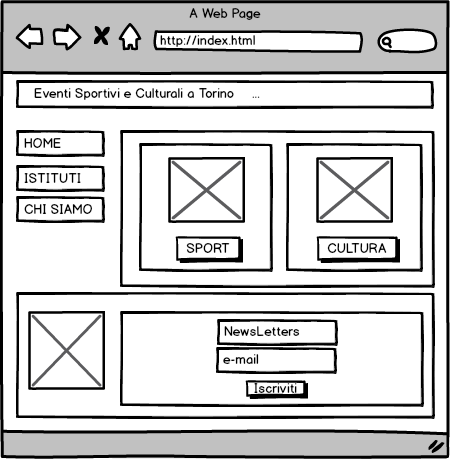 A Web Page
http://index.html
Eventi Sportivi e Culturali a Torino ...
HOME
ISTITUTI
CHI SIAMO
SPORT
CULTURA
NewsLetters
e-mail
Iscriviti